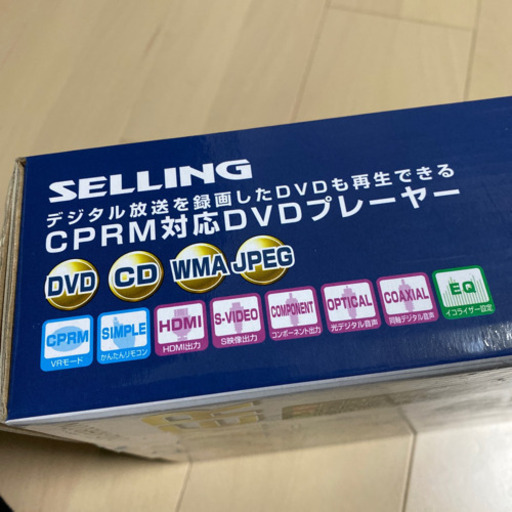 SELLING
デジタル放送を録画したDVDも再生できる
CPRM対応DVDプレーヤー
DVD CD WMA JPEG
CPRM SIMPLE HDMI S-VIDEO COMPONENT OPTICAL COAXIAL EQ
VRモード かんたんリモコン HDMI出力 S映像出力 コンポーネント出力 光デジタル音声 同軸デジタル音声 イコライザー設定